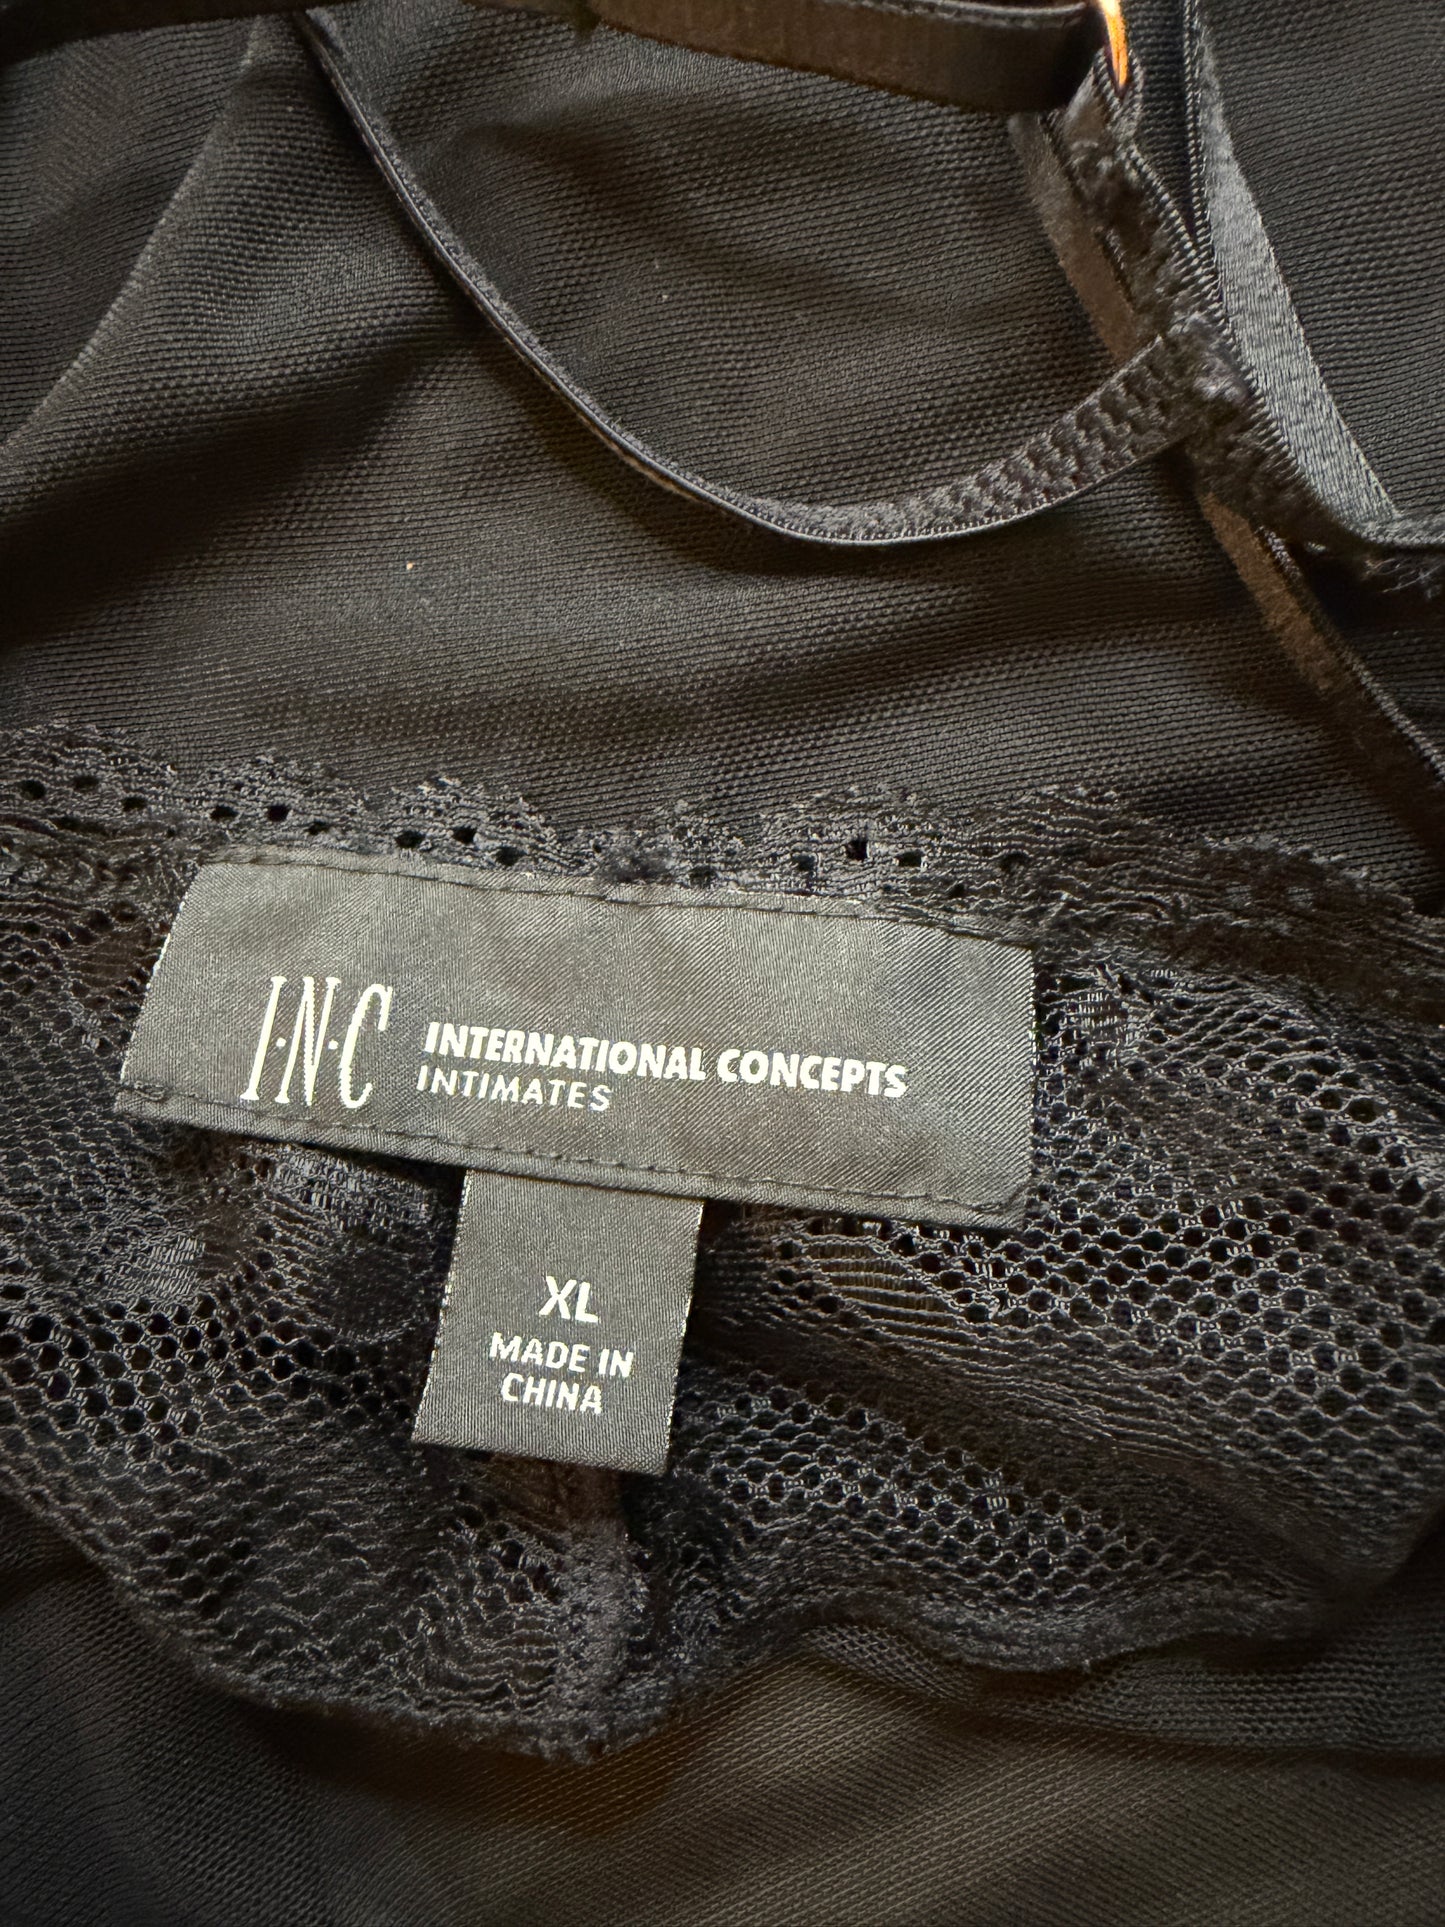 I·N·C INTERNATIONAL CONCEPTS
INTIMATES
XL
MADE IN
CHINA